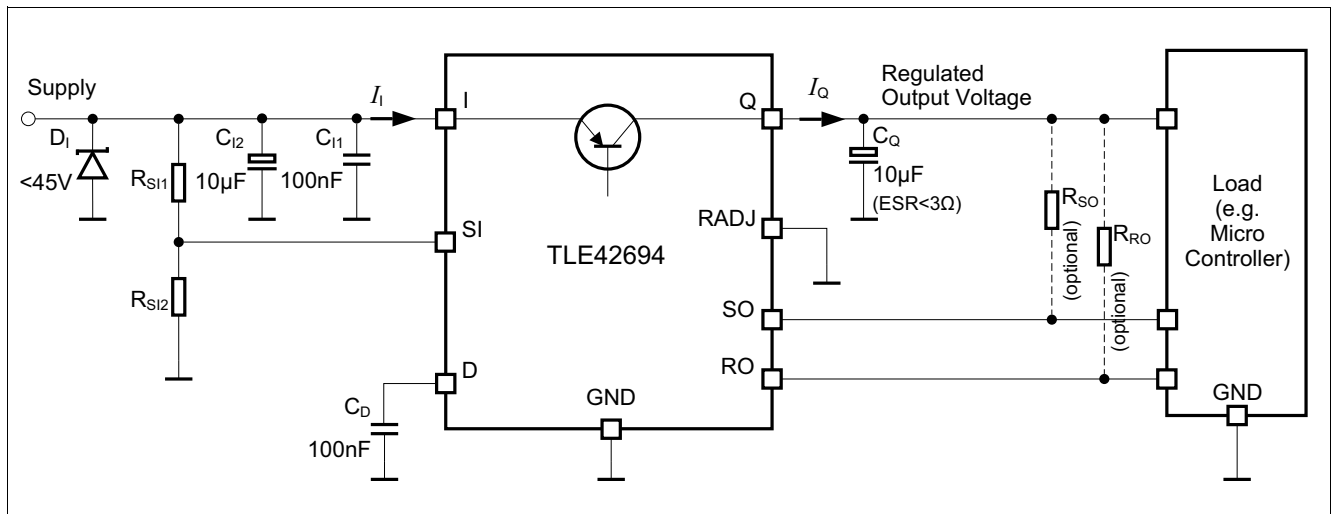 Supply
D_I
<45V
R_SI1
R_SI2
C_I2
10µF
C_I1
100nF
I_I
I
SI
D
C_D
100nF
TLE42694
GND
Q
RADJ
SO
RO
I_Q
Regulated
Output Voltage
C_Q
10µF
(ESR<3Ω)
R_SO
(optional)
R_RO
(optional)
Load
(e.g.
Micro
Controller)
GND